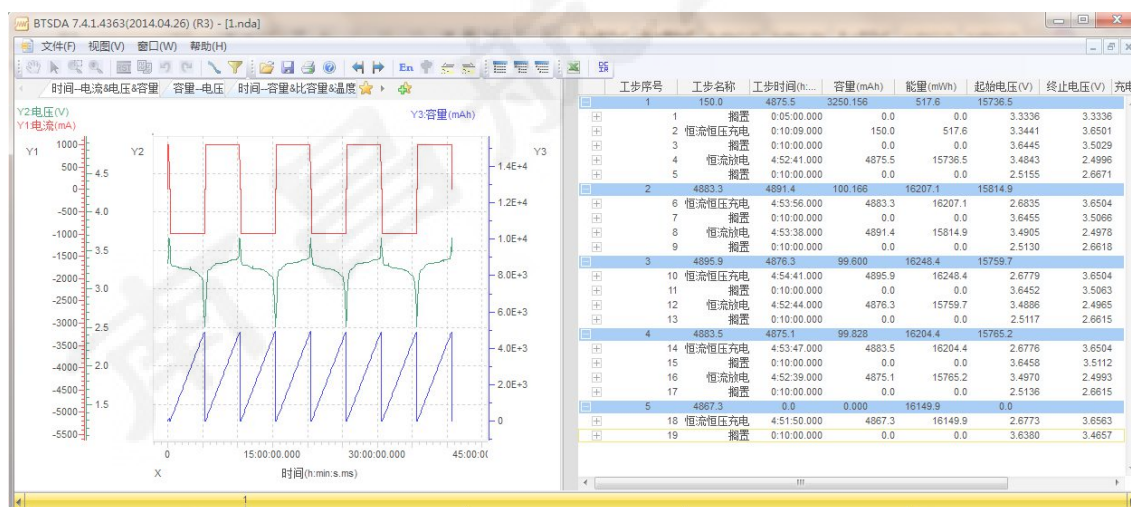 BTSDA 7.4.1.4363(2014.04.26) (R3) - [1.nda]
文件(F) 视图(V) 窗口(W) 帮助(H)
En
时间--电流&电压&容量 容量--电压 时间--容量&比容量&温度
Y2:电压(V)
Y1:电流(mA)
Y3:容量(mAh)
Y1 Y2 Y3
1000
500
0
-500
-1000
-1500
-2000
-2500
-3000
-3500
-4000
-4500
-5000
-5500
4.5
4.0
3.5
3.0
2.5
2.0
1.5
1.4E+4
1.2E+4
1.0E+4
8.0E+3
6.0E+3
4.0E+3
2.0E+3
0
0 15:00:00.000 30:00:00.000 45:00:0(
X 时间(h:min:s.ms)
工步序号 工步名称 工步时间(h:... 容量(mAh) 能量(mWh) 起始电压(V) 终止电压(V) 充电
1 150.0 4875.5 3250.156 517.6 15736.5
1 搁置 0:05:00.000 0.0 0.0 3.3336 3.3336
2 恒流恒压充电 0:10:09.000 150.0 517.6 3.3441 3.6501
3 搁置 0:10:00.000 0.0 0.0 3.6445 3.5029
4 恒流放电 4:52:41.000 4875.5 15736.5 3.4843 2.4996
5 搁置 0:10:00.000 0.0 0.0 2.5155 2.6671
2 4883.3 4891.4 100.166 16207.1 15814.9
6 恒流恒压充电 4:53:56.000 4883.3 16207.1 2.6835 3.6504
7 搁置 0:10:00.000 0.0 0.0 3.6455 3.5066
8 恒流放电 4:53:38.000 4891.4 15814.9 3.4905 2.4978
9 搁置 0:10:00.000 0.0 0.0 2.5130 2.6618
3 4895.9 4876.3 99.600 16248.4 15759.7
10 恒流恒压充电 4:54:41.000 4895.9 16248.4 2.6779 3.6504
11 搁置 0:10:00.000 0.0 0.0 3.6452 3.5063
12 恒流放电 4:52:44.000 4876.3 15759.7 3.4886 2.4965
13 搁置 0:10:00.000 0.0 0.0 2.5117 2.6615
4 4883.5 4875.1 99.828 16204.4 15765.2
14 恒流恒压充电 4:53:47.000 4883.5 16204.4 2.6776 3.6504
15 搁置 0:10:00.000 0.0 0.0 3.6458 3.5112
16 恒流放电 4:52:39.000 4875.1 15765.2 3.4970 2.4993
17 搁置 0:10:00.000 0.0 0.0 2.5136 2.6615
5 4867.3 0.0 0.000 16149.9 0.0
18 恒流恒压充电 4:51:50.000 4867.3 16149.9 2.6773 3.6563
19 搁置 0:10:00.000 0.0 0.0 3.6380 3.4657
1